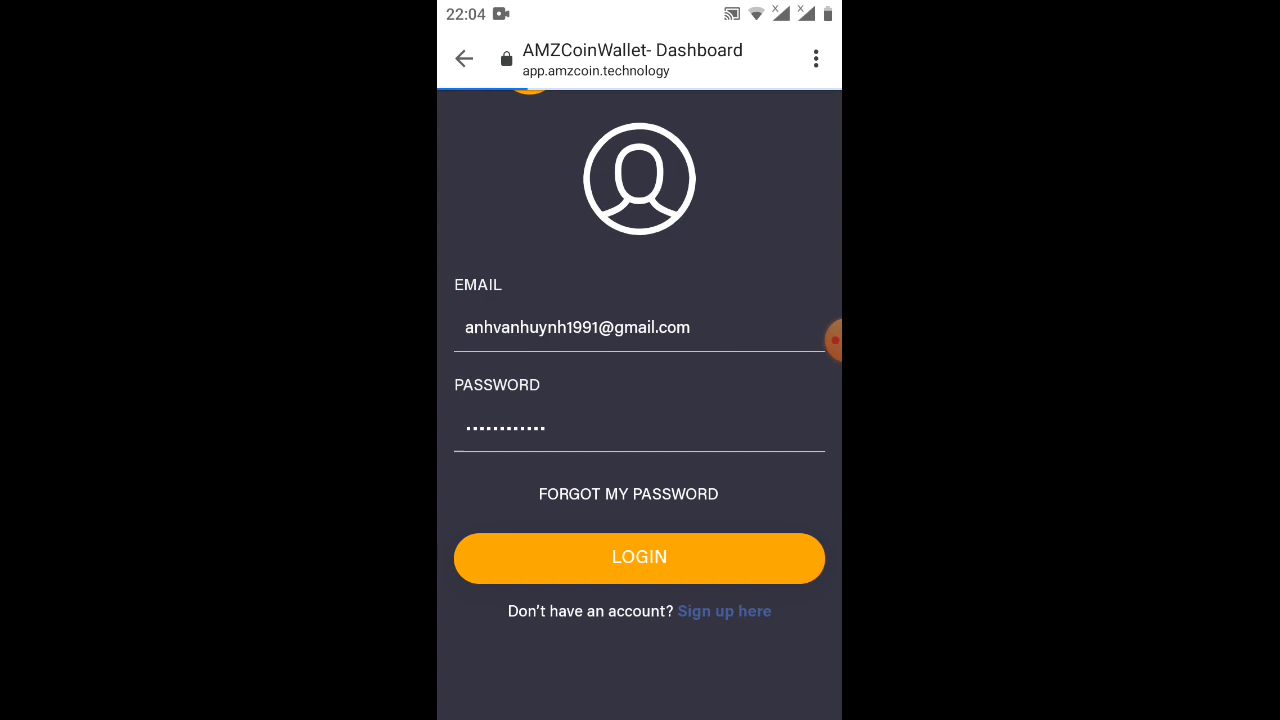 22:04
AMZCoinWallet- Dashboard
app.amzcoin.technology
EMAIL
anhvanhuynh1991@gmail.com
PASSWORD
FORGOT MY PASSWORD
LOGIN
Don't have an account? Sign up here